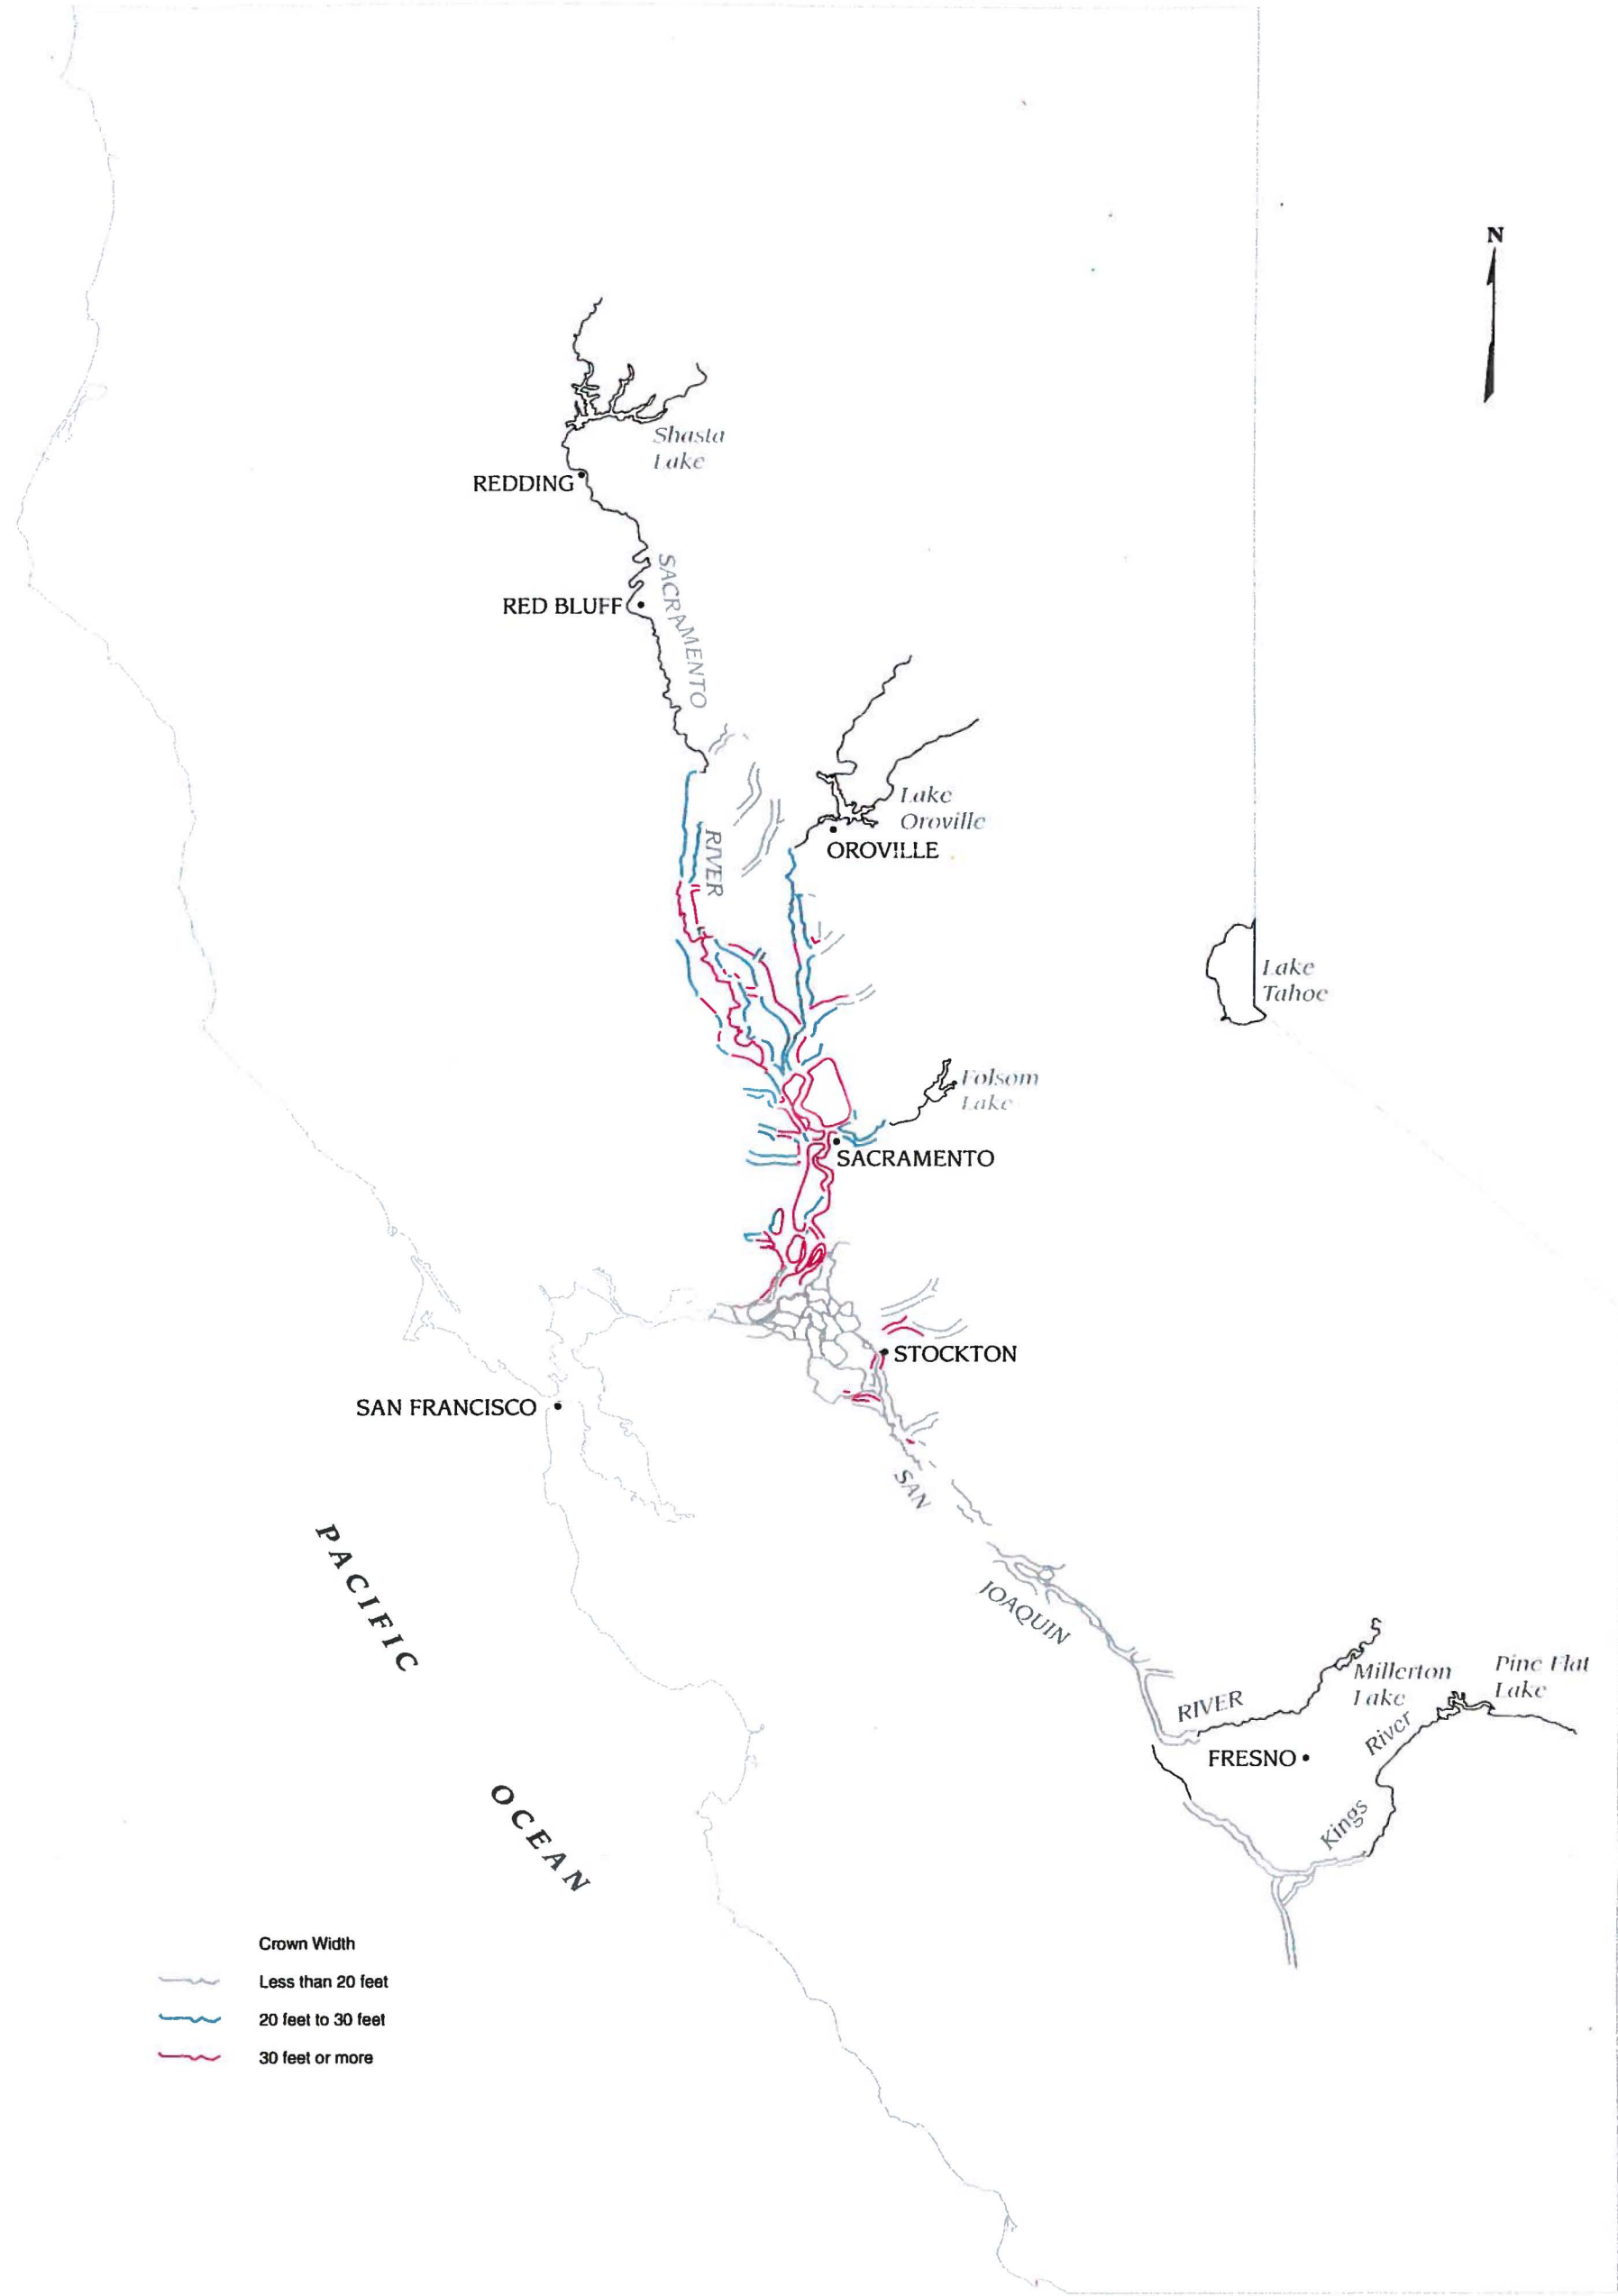 N
Shasta
Lake
REDDING
SACRAMENTO
RED BLUFF
Lake
Oroville
OROVILLE
RIVER
Lake
Tahoe
Folsom
Lake
SACRAMENTO
STOCKTON
SAN FRANCISCO
SAN
PACIFIC
JOAQUIN
Millerton
Lake
Pine Flat
Lake
RIVER
River
FRESNO
OCEAN
Kings
Crown Width
Less than 20 feet
20 feet to 30 feet
30 feet or more